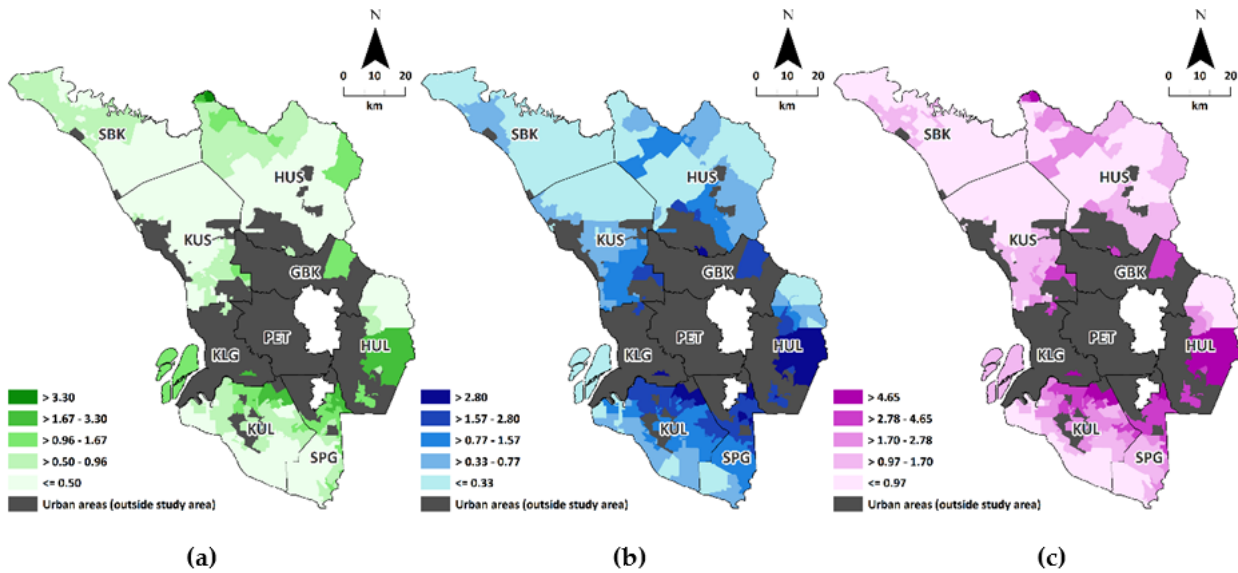 N
0 10 20
km
SBK
HUS
KUS
GBK
PET
KLG
HUL
KUL
SPG
> 3.30
> 1.67 - 3.30
> 0.96 - 1.67
> 0.50 - 0.96
<= 0.50
Urban areas (outside study area)
(a)
N
0 10 20
km
SBK
HUS
KUS
GBK
PET
KLG
HUL
KUL
SPG
> 2.80
> 1.57 - 2.80
> 0.77 - 1.57
> 0.33 - 0.77
<= 0.33
Urban areas (outside study area)
(b)
N
0 10 20
km
SBK
HUS
KUS
GBK
PET
KLG
HUL
KUL
SPG
> 4.65
> 2.78 - 4.65
> 1.70 - 2.78
> 0.97 - 1.70
<= 0.97
Urban areas (outside study area)
(c)